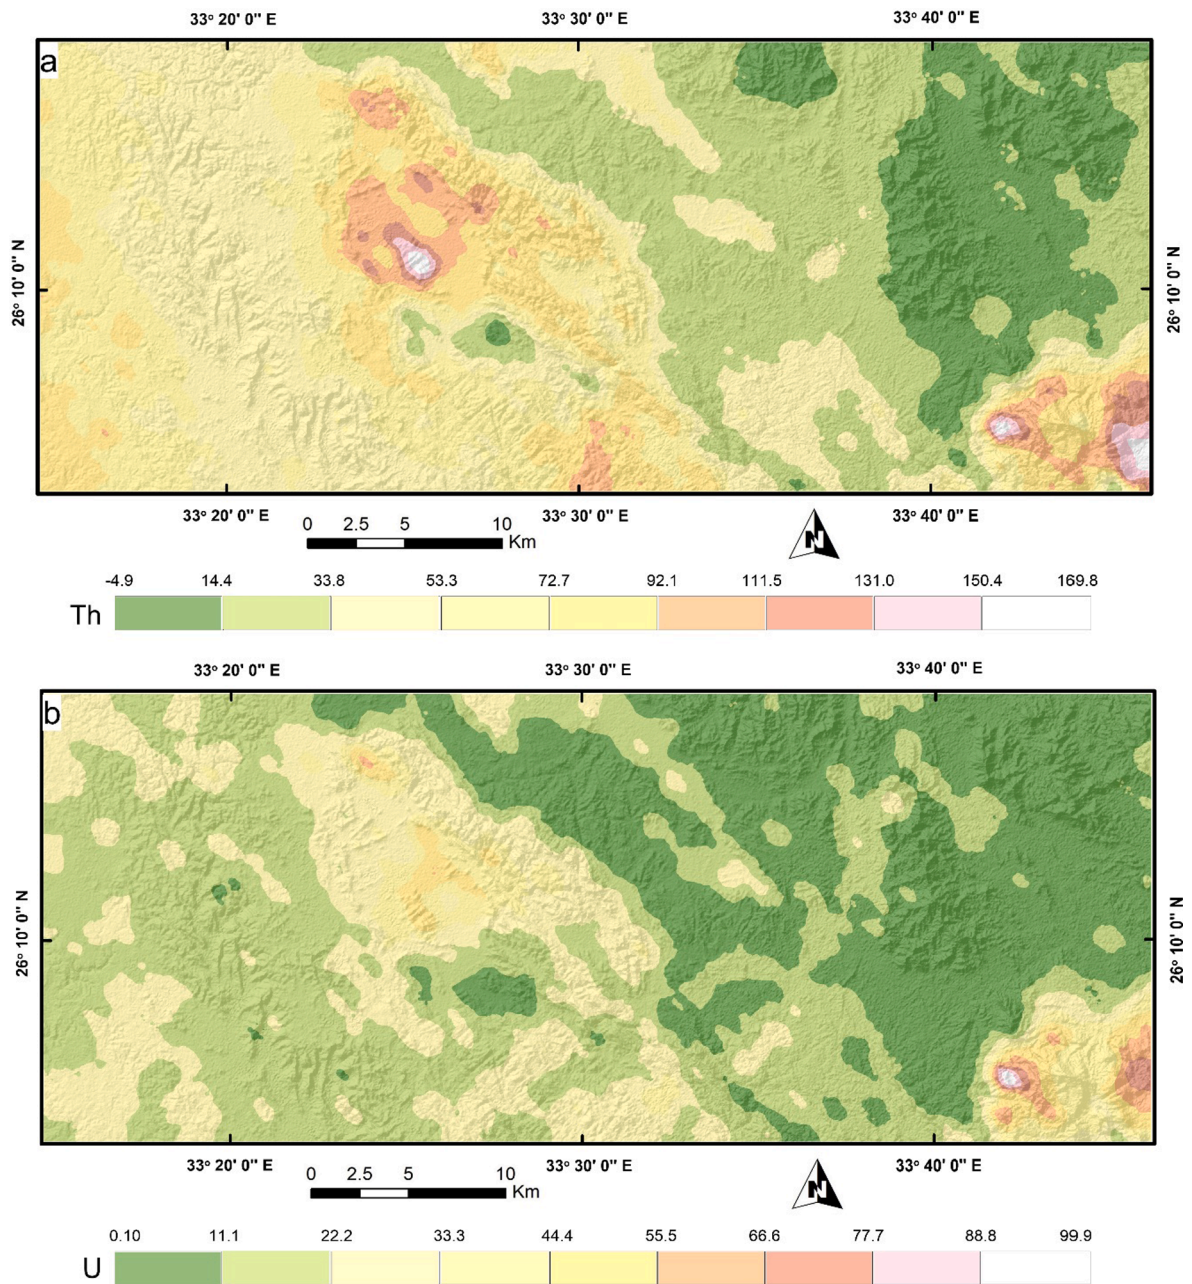 33° 20' 0" E 33° 30' 0" E 33° 40' 0" E
a
26° 10' 0" N
26° 10' 0" N
33° 20' 0" E 33° 30' 0" E 33° 40' 0" E
0 2.5 5 10
Km
N
-4.9 14.4 33.8 53.3 72.7 92.1 111.5 131.0 150.4 169.8
Th
33° 20' 0" E 33° 30' 0" E 33° 40' 0" E
b
26° 10' 0" N
26° 10' 0" N
33° 20' 0" E 33° 30' 0" E 33° 40' 0" E
0 2.5 5 10
Km
N
0.10 11.1 22.2 33.3 44.4 55.5 66.6 77.7 88.8 99.9
U